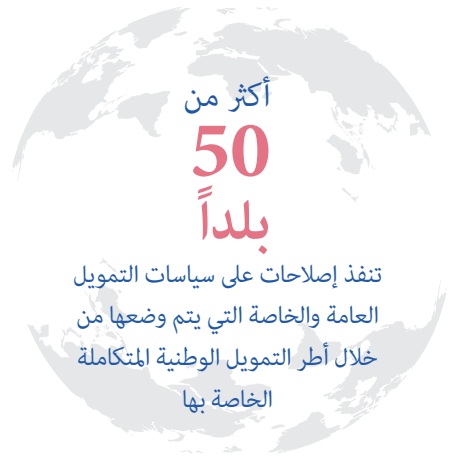 أكثر من
50
بلداً
تنفذ إصلاحات على سياسات التمويل
العامة والخاصة التي يتم وضعها من
خلال أطر التمويل الوطنية المتكاملة
الخاصة بها